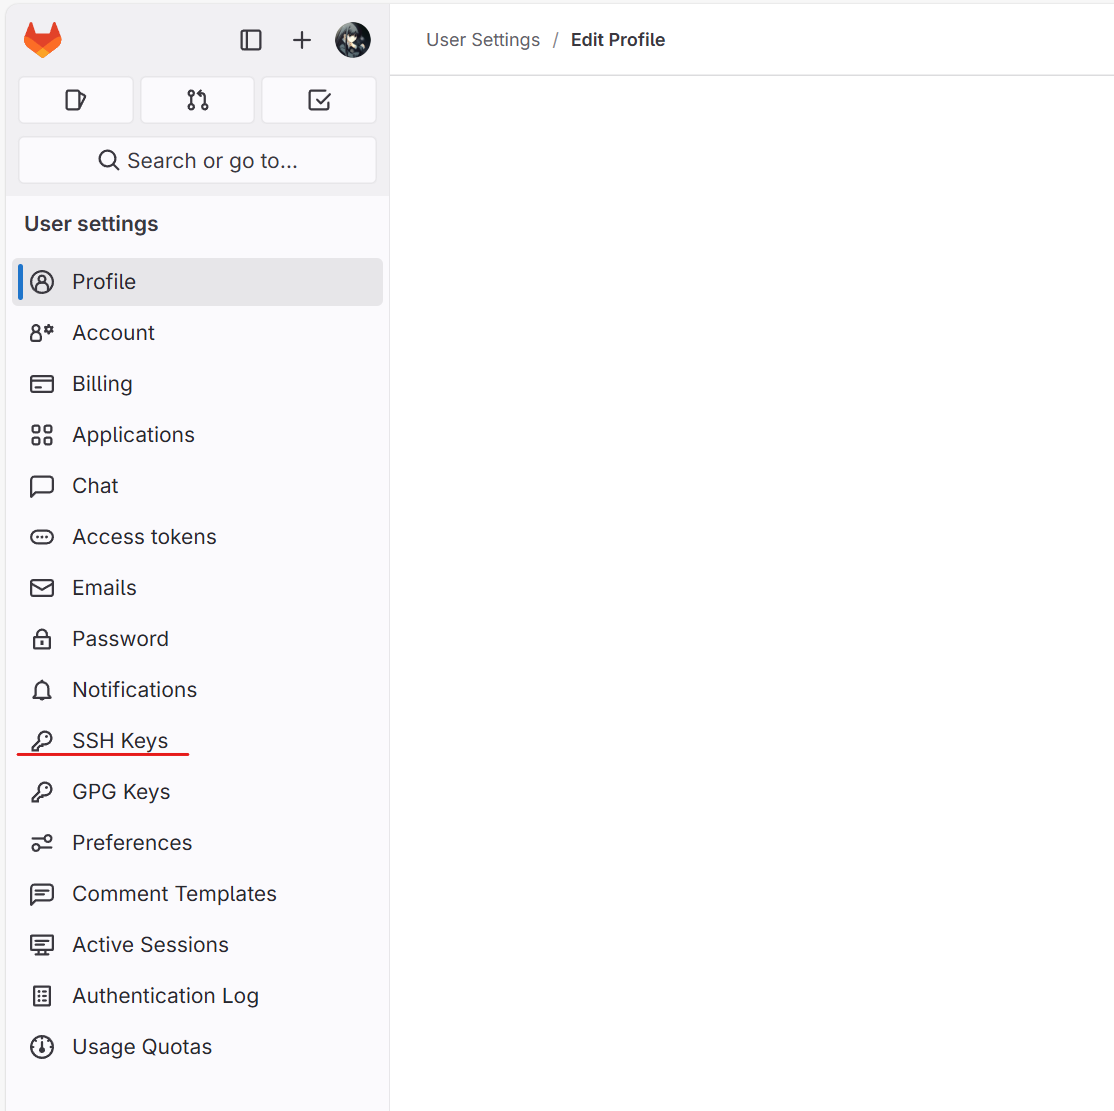 User Settings / Edit Profile
Search or go to...
User settings
Profile
Account
Billing
Applications
Chat
Access tokens
Emails
Password
Notifications
SSH Keys
GPG Keys
Preferences
Comment Templates
Active Sessions
Authentication Log
Usage Quotas